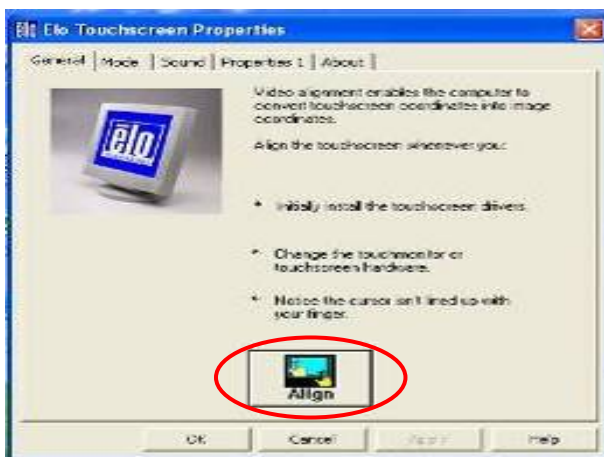 Elo Touchscreen Properties
General Mode Sound Properties 1 About
Video alignment enables the computer to
convert touchscreen coordinates into image
coordinates.
elo
Align the touchscreen whenever you:
* Initially install the touchscreen drivers.
* Change the touchmonitor or
touchscreen hardware.
* Notice the cursor isn't lined up with
your finger.
Align
OK Cancel Apply Help